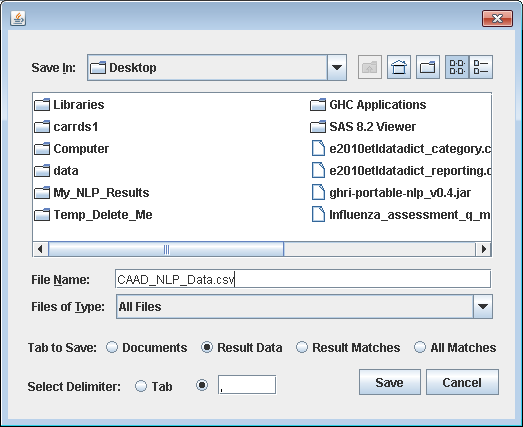 Save In: Desktop
Libraries
carrds1
Computer
data
My_NLP_Results
Temp_Delete_Me
GHC Applications
SAS 8.2 Viewer
e2010etldatadict_category.c
e2010etldatadict_reporting.c
ghri-portable-nlp_v0.4.jar
Influenza_assessment_q_m
File Name: CAAD_NLP_Data.csv
Files of Type: All Files
Tab to Save: Documents Result Data Result Matches All Matches
Select Delimiter: Tab ,
Save Cancel